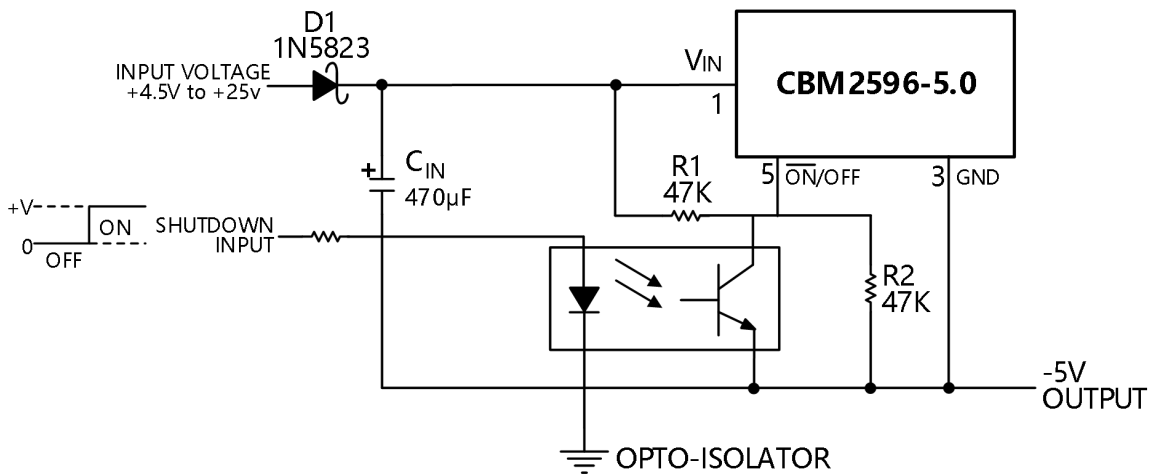 D1
1N5823
INPUT VOLTAGE
+4.5V to +25v
VIN
1
CBM2596-5.0
5
ON/OFF
3
GND
+
CIN
470μF
R1
47K
+V
ON
0
OFF
SHUTDOWN
INPUT
R2
47K
-5V
OUTPUT
OPTO-ISOLATOR